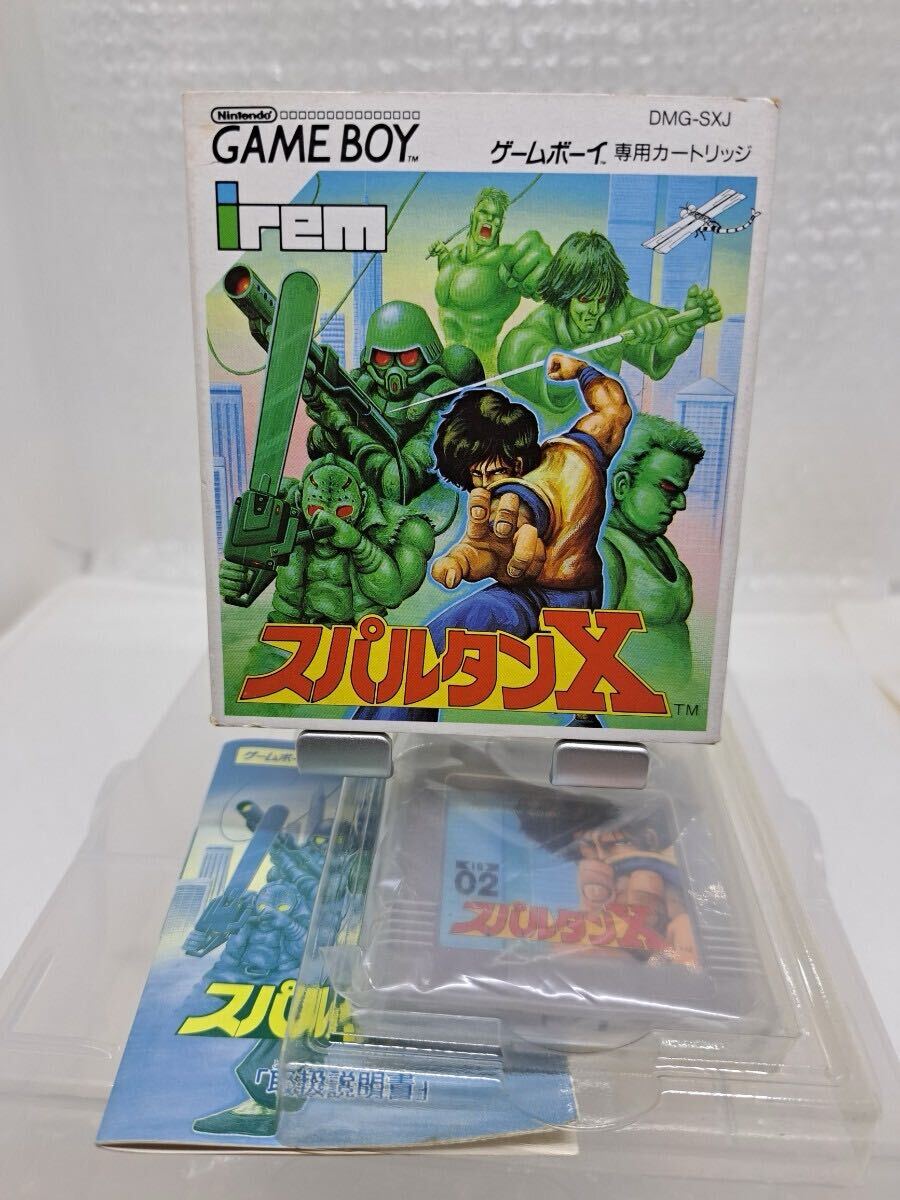 Nintendo
GAME BOY TM
DMG-SXJ
ゲームボーイ TM 専用カートリッジ
irem
スパルタンX TM
ゲームボー
02
スパルタンX
スパル
取扱説明書